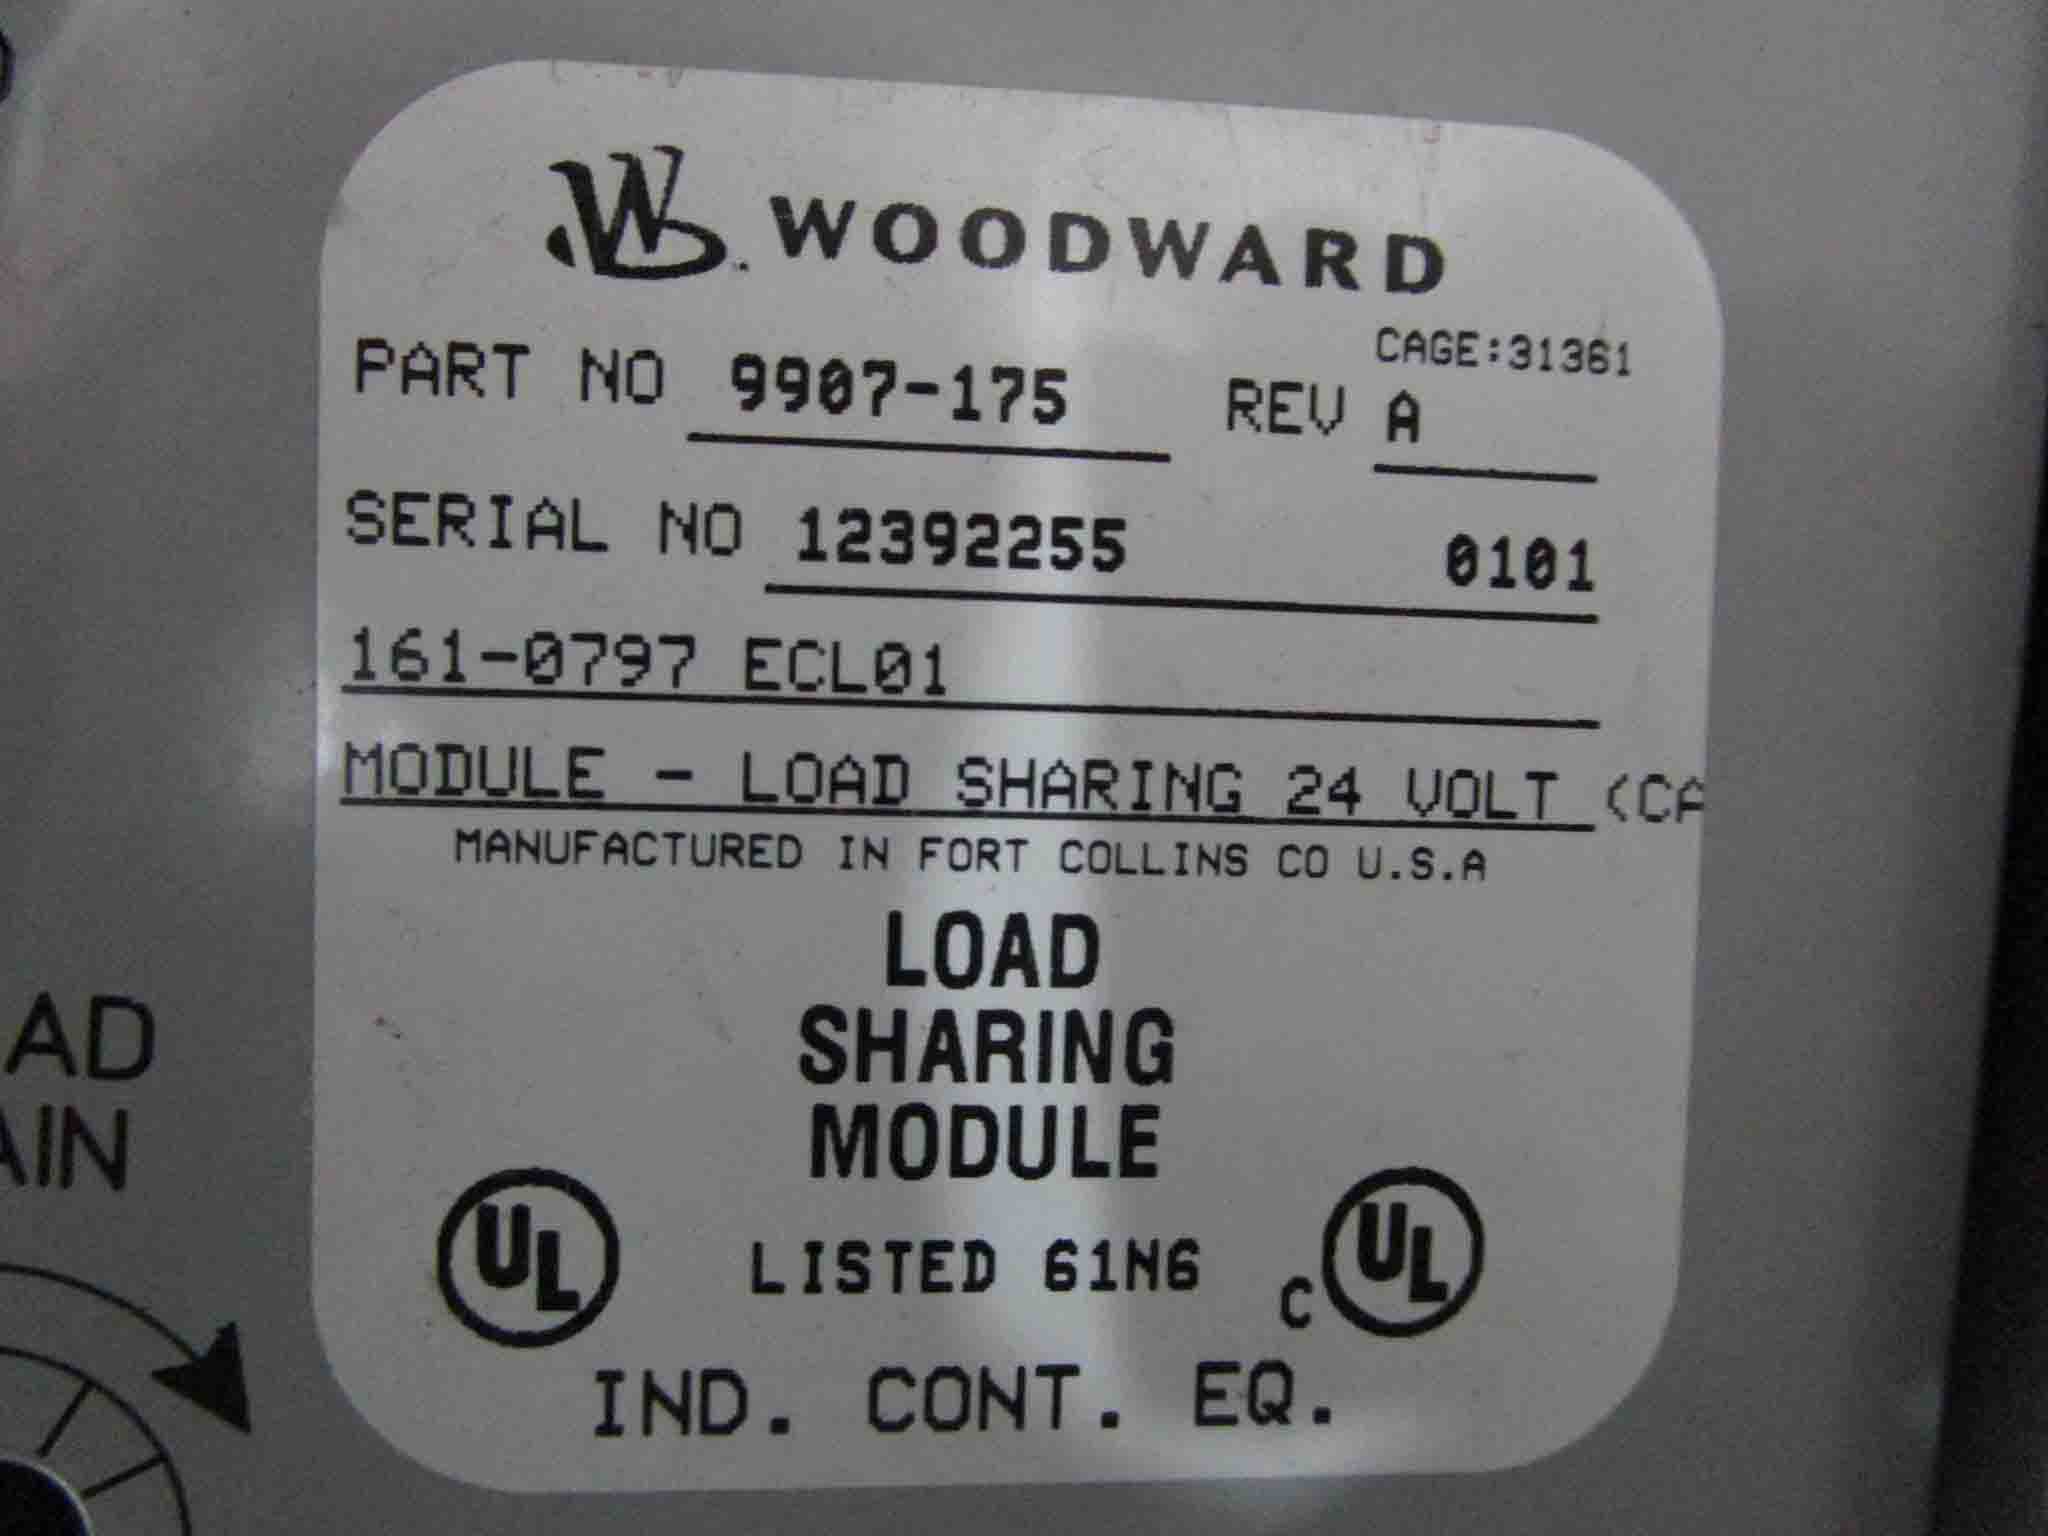 WOODWARD
CAGE:31361
PART NO 9907-175 REV A
SERIAL NO 12392255 0101
161-0797 ECL01
MODULE - LOAD SHARING 24 VOLT (CA
MANUFACTURED IN FORT COLLINS CO U.S.A
LOAD
SHARING
MODULE
UL LISTED 61N6 C UL
IND. CONT. EQ.
AD
AIN